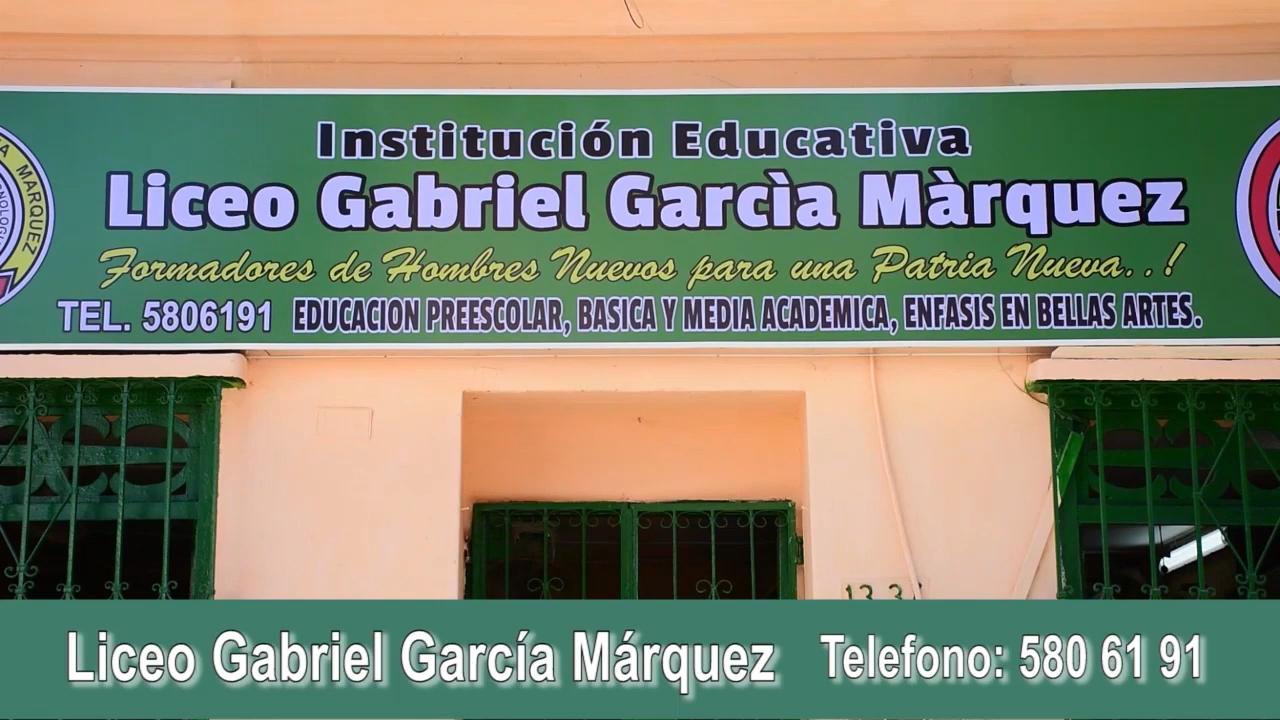 Institución Educativa
Liceo Gabriel Garcìa Màrquez
Formadores de Hombres Nuevos para una Patria Nueva..!
TEL. 5806191 EDUCACION PREESCOLAR, BASICA Y MEDIA ACADEMICA, ENFASIS EN BELLAS ARTES.
MARQUEZ
Liceo Gabriel García Márquez Telefono: 580 61 91